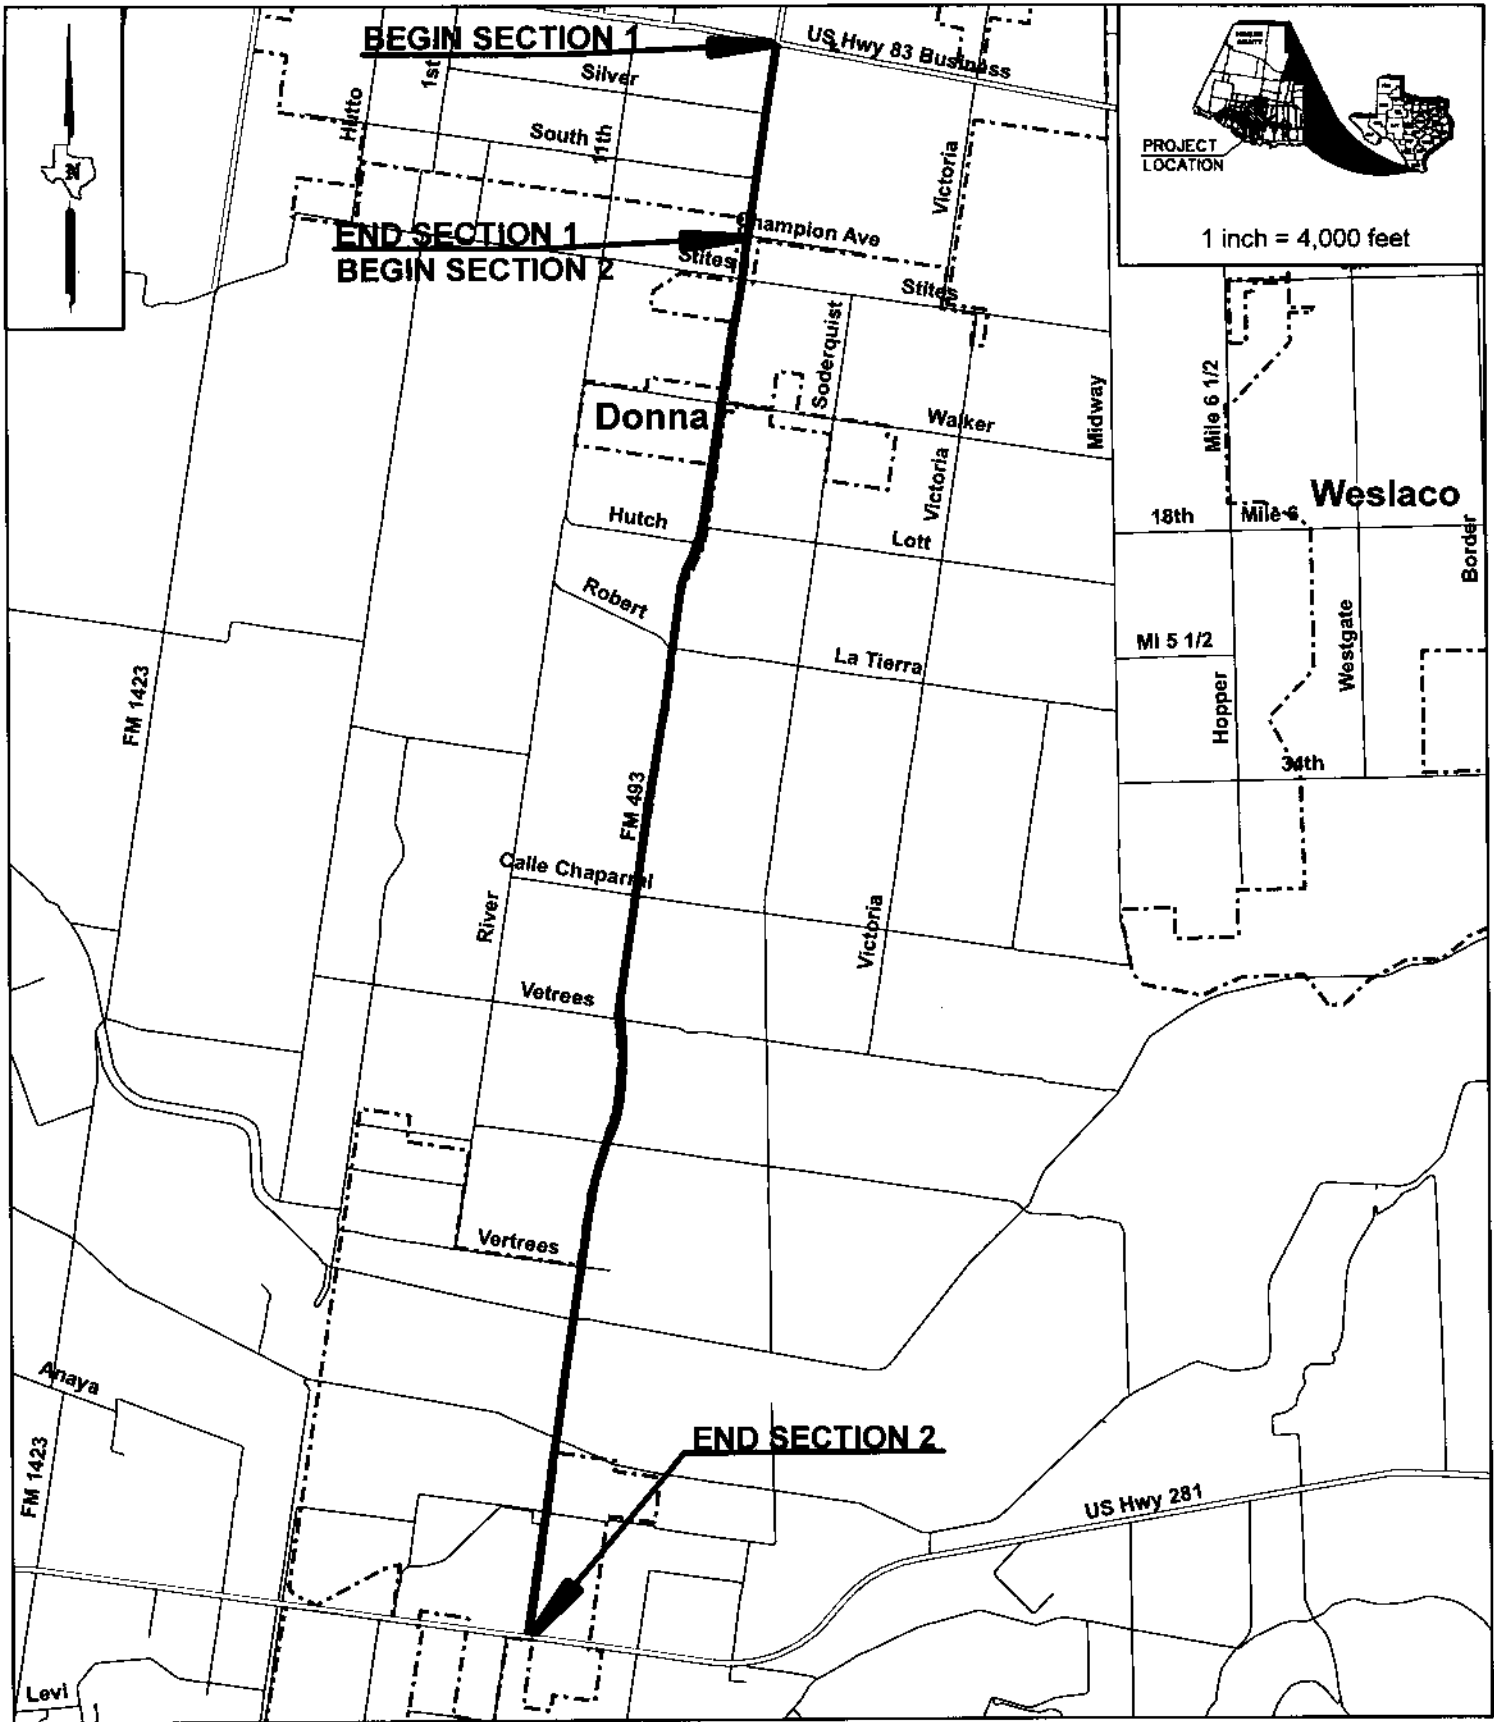 BEGIN SECTION 1
US Hwy 83 Business
Silver
1st
Hutto
South
11th
Victoria
PROJECT
LOCATION
1 inch = 4,000 feet
N
END SECTION 1
BEGIN SECTION 2
Champion Ave
Stites
Stites
Soderquist
Donna
Walker
Midway
Mile 6 1/2
Victoria
Weslaco
Hutch
Lott
18th
Mile 6
Border
Robert
La Tierra
MI 5 1/2
Hopper
Westgate
FM 1423
34th
FM 493
Calle Chaparral
River
Victoria
Vetrees
Vertrees
Anaya
FM 1423
END SECTION 2
US Hwy 281
Levi